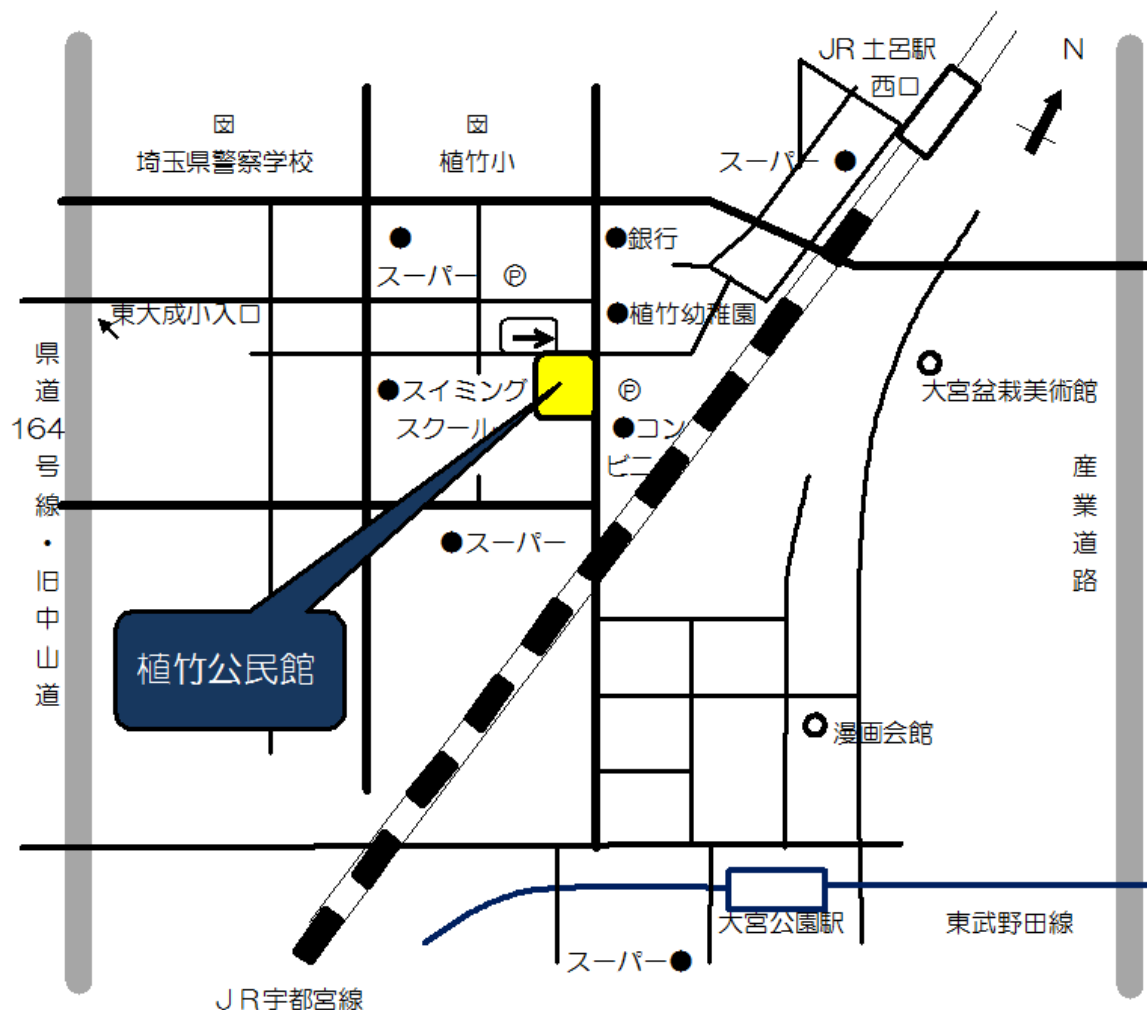 JR 土呂駅
西口
N
埼玉県警察学校
植竹小
スーパー
銀行
スーパー
Ⓟ
東大成小入口
植竹幼稚園
県道164号線・旧中山道
スイミング
スクール
Ⓟ
コン
ビニ
大宮盆栽美術館
産業道路
スーパー
植竹公民館
漫画会館
大宮公園駅
東武野田線
スーパー
ＪＲ宇都宮線